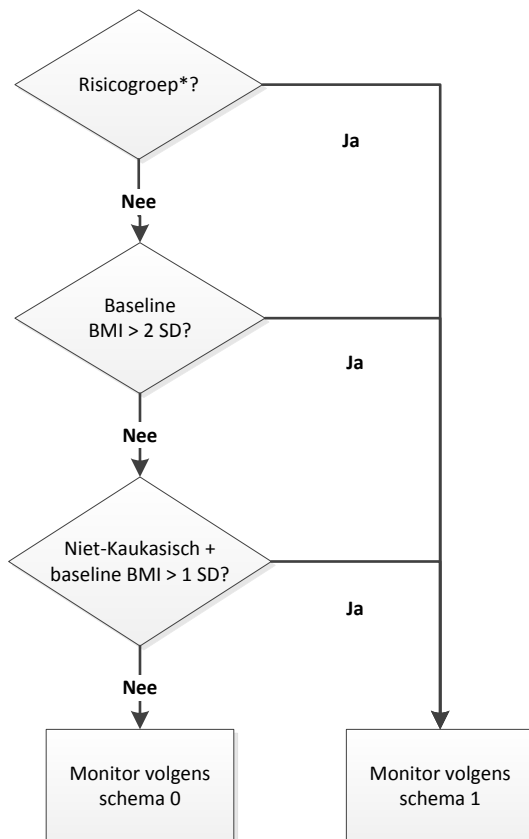 Risicogroep*?
Ja
Nee
Baseline
BMI > 2 SD?
Ja
Nee
Niet-Kaukasisch +
baseline BMI > 1 SD?
Ja
Nee
Monitor volgens
schema 0
Monitor volgens
schema 1